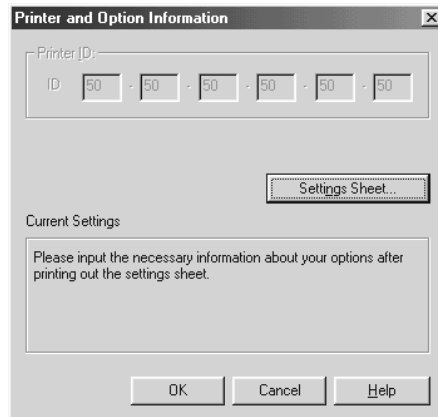 Printer and Option Information
Printer ID:
ID 50 - 50 - 50 - 50 - 50 - 50
Settings Sheet...
Current Settings
Please input the necessary information about your options after
printing out the settings sheet.
OK Cancel Help